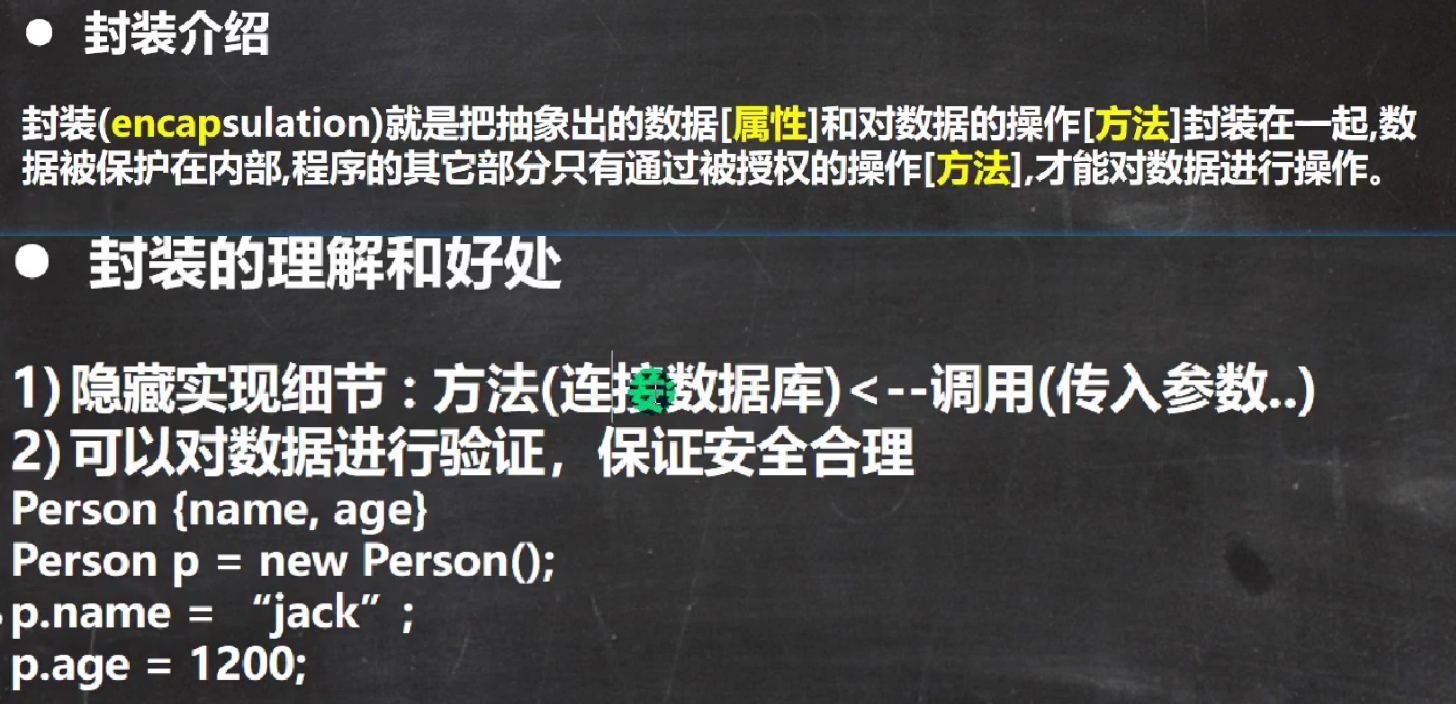 ● 封装介绍
封装(encapsulation)就是把抽象出的数据[属性]和对数据的操作[方法]封装在一起,数
据被保护在内部,程序的其它部分只有通过被授权的操作[方法],才能对数据进行操作。
● 封装的理解和好处
1) 隐藏实现细节：方法(连接数据库)<--调用(传入参数..)
2) 可以对数据进行验证，保证安全合理
Person {name, age}
Person p = new Person();
p.name = “jack”;
p.age = 1200;